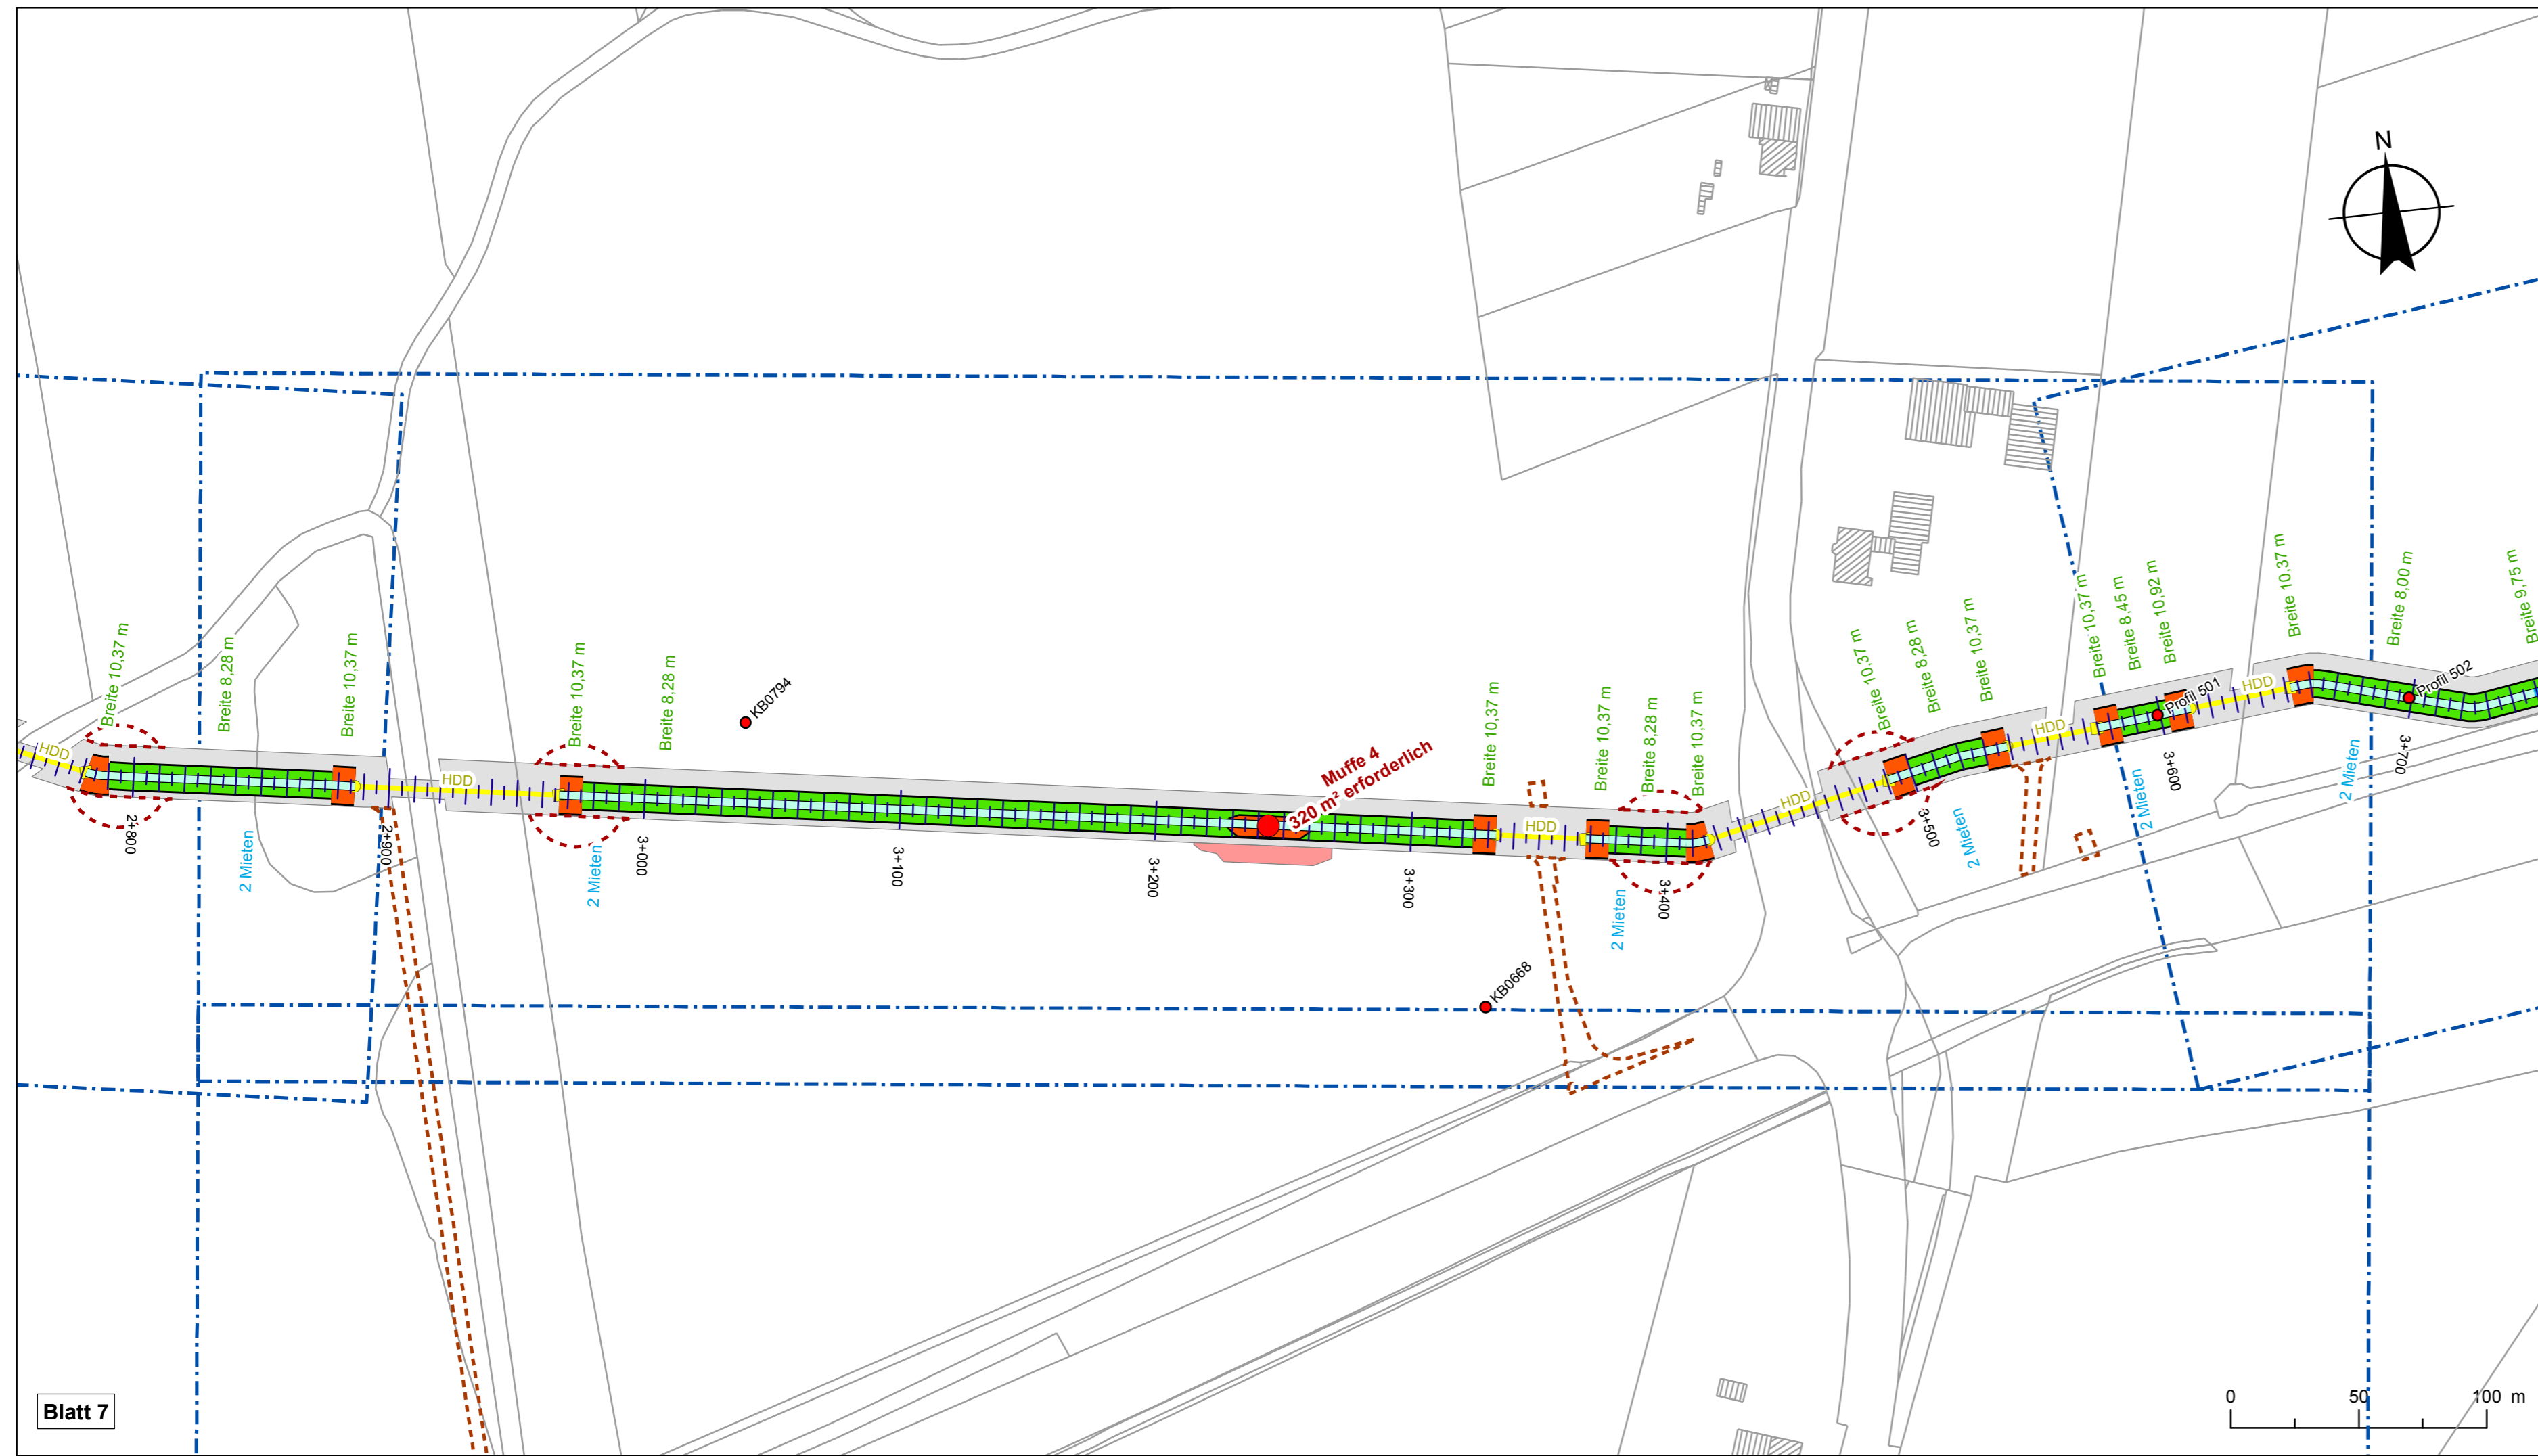 N
Breite 10,37 m
Breite 8,28 m
Breite 10,37 m
Breite 10,37 m
Breite 8,28 m
KB0794
Muffe 4
320 m² erforderlich
Breite 10,37 m
Breite 10,37 m
Breite 8,28 m
Breite 10,37 m
Breite 10,37 m
Breite 8,28 m
Breite 10,37 m
Breite 10,37 m
Breite 8,45 m
Breite 10,92 m
Breite 10,37 m
Breite 8,00 m
Breite 9,75 m
HDD
HDD
HDD
HDD
HDD
HDD
Profil 501
Profil 502
2+800
2+900
3+000
3+100
3+200
3+300
3+400
3+500
3+600
3+700
2 Mieten
2 Mieten
2 Mieten
2 Mieten
2 Mieten
2 Mieten
KB0668
Blatt 7
0 50 100 m